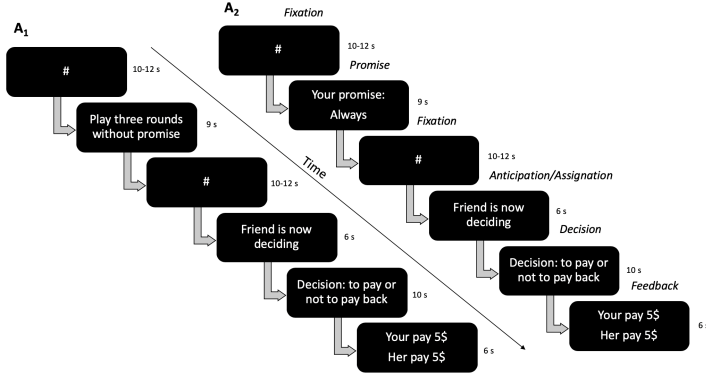 A1
#
10-12 s
Play three rounds
without promise
9 s
#
10-12 s
Friend is now
deciding
6 s
Decision: to pay or
not to pay back
10 s
Your pay 5$
Her pay 5$
6 s
Time
A2
Fixation
#
10-12 s
Promise
Your promise:
Always
9 s
Fixation
#
10-12 s
Anticipation/Assignation
Friend is now
deciding
6 s
Decision
Decision: to pay or
not to pay back
10 s
Feedback
Your pay 5$
Her pay 5$
6 s